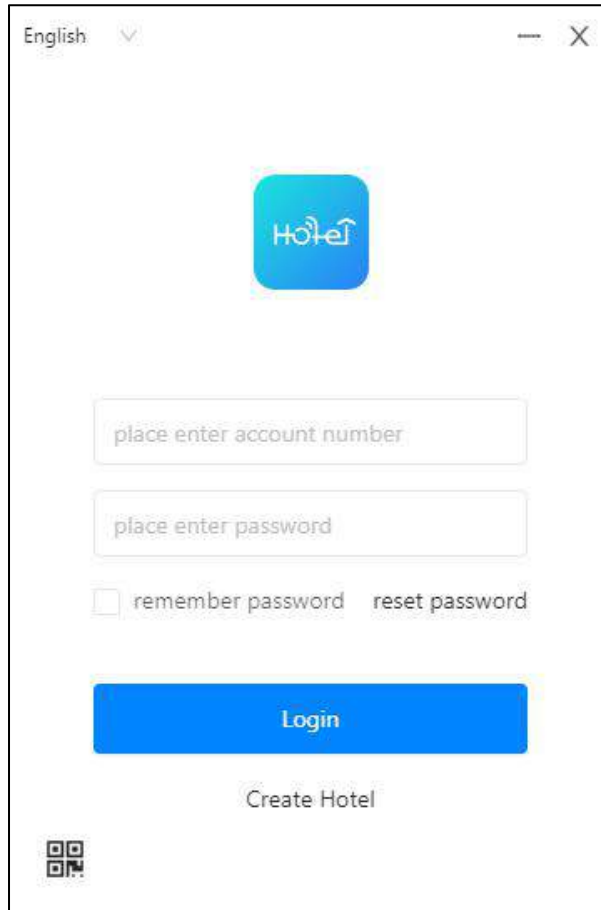 English
Hotel
place enter account number
place enter password
remember password reset password
Login
Create Hotel